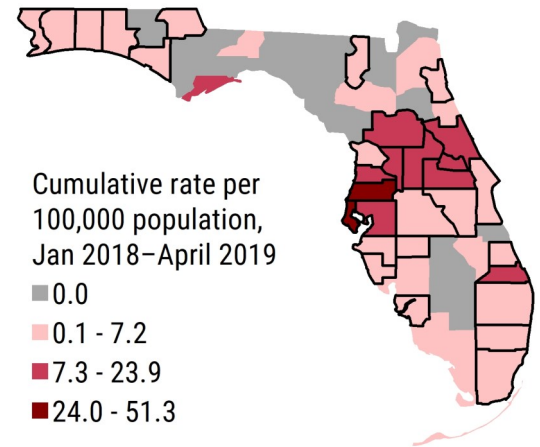 Cumulative rate per
100,000 population,
Jan 2018–April 2019
0.0
0.1 - 7.2
7.3 - 23.9
24.0 - 51.3